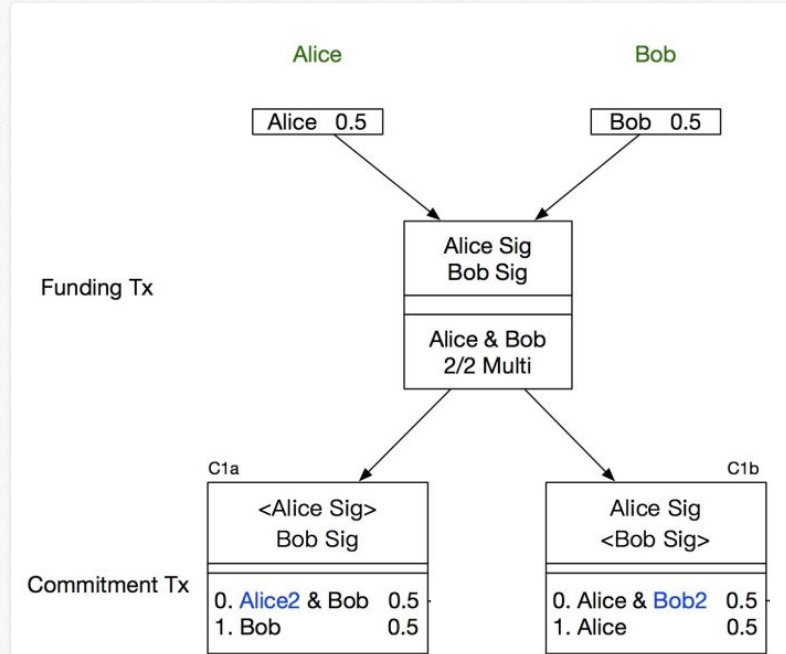 Alice
Bob
Alice 0.5
Bob 0.5
Funding Tx
Alice Sig
Bob Sig
Alice & Bob
2/2 Multi
C1a
C1b
<Alice Sig>
Bob Sig
Alice Sig
<Bob Sig>
Commitment Tx
0. Alice2 & Bob 0.5
1. Bob 0.5
0. Alice & Bob2 0.5
1. Alice 0.5